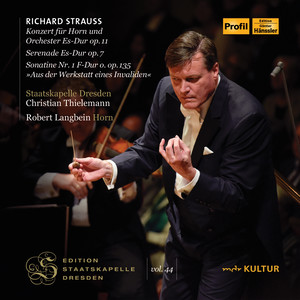 RICHARD STRAUSS
Konzert für Horn und
Orchester Es-Dur op. 11
Serenade Es-Dur op. 7
Sonatine Nr. 1 F-Dur o. op. 135
»Aus der Werkstatt eines Invaliden«
Staatskapelle Dresden
Christian Thielemann
Robert Langbein Horn
Profil
Edition
Günter
Hänssler
EDITION
STAATSKAPELLE
DRESDEN
vol. 44
mdr KULTUR